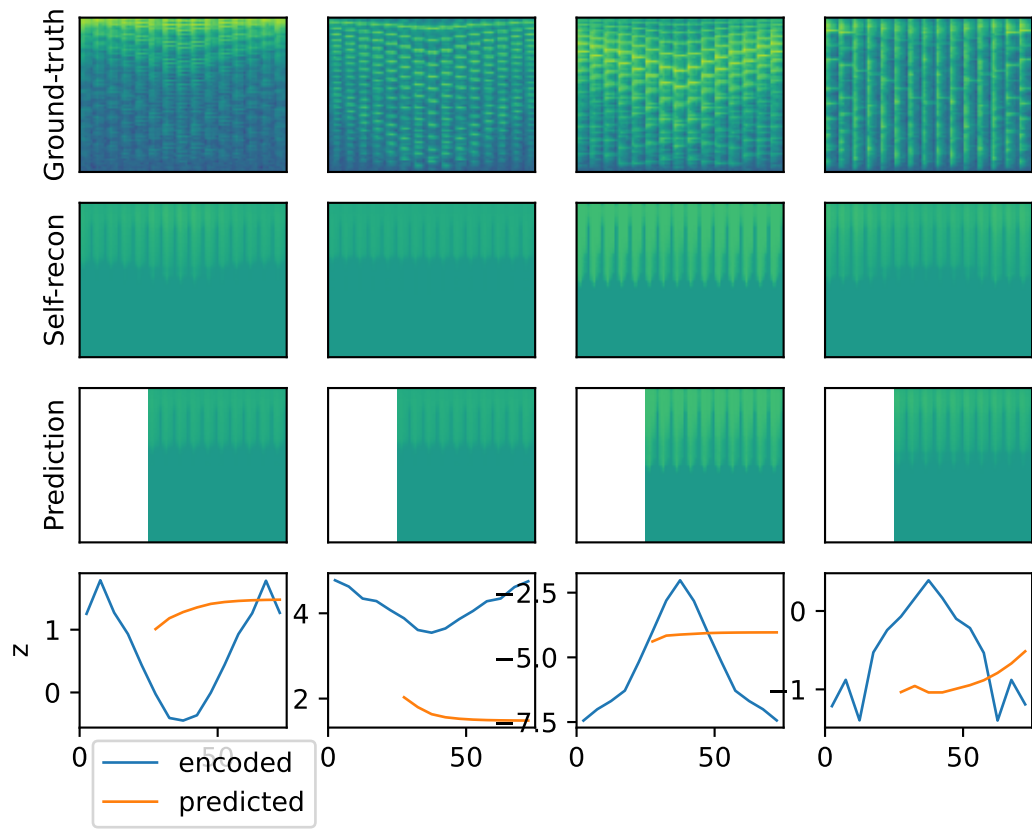 Ground-truth
Self-recon
Prediction
z
1
0
4
2
−2.5
−5.0
−7.5
0
−1
0 50
0 50
0 50
0 50
encoded
predicted